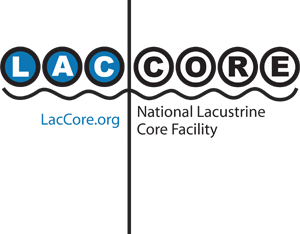 LACCORE
LacCore.org
National Lacustrine
Core Facility